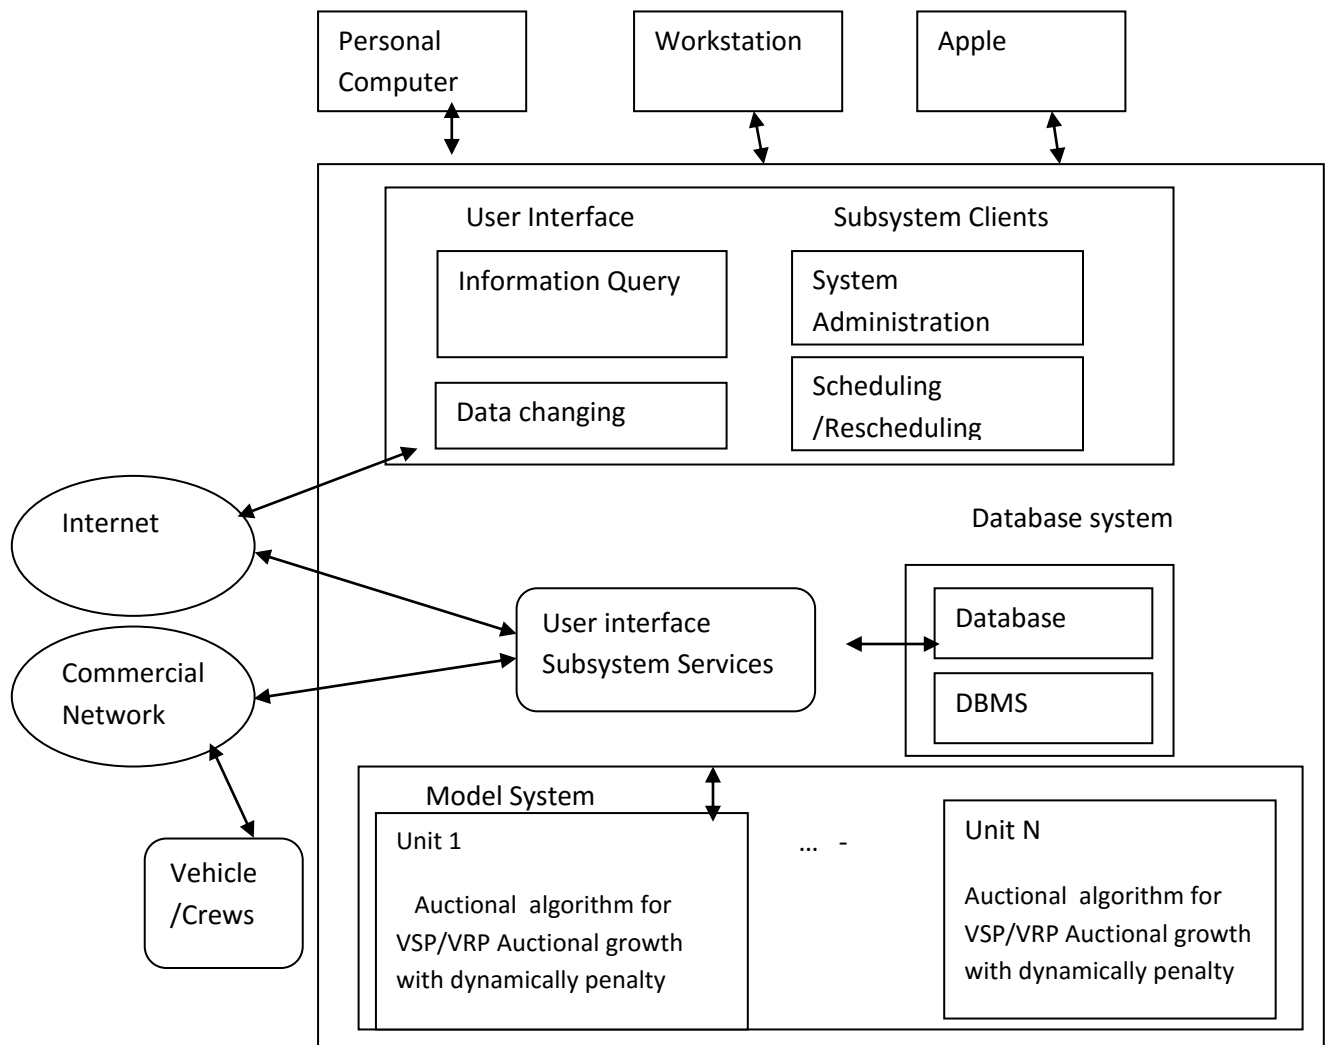 Personal
Computer
Workstation
Apple
User Interface
Subsystem Clients
Information Query
System
Administration
Data changing
Scheduling
/Rescheduling
Internet
Database system
User interface
Subsystem Services
Database
DBMS
Commercial
Network
Vehicle
/Crews
Model System
Unit 1
Auctional algorithm for
VSP/VRP Auctional growth
with dynamically penalty
... -
Unit N
Auctional algorithm for
VSP/VRP Auctional growth
with dynamically penalty